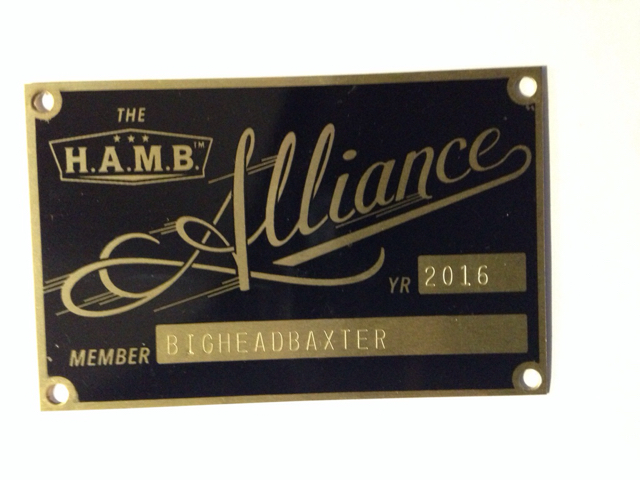 THE
H.A.M.B.™
Alliance
YR 2016
MEMBER BIGHEADBAXTER